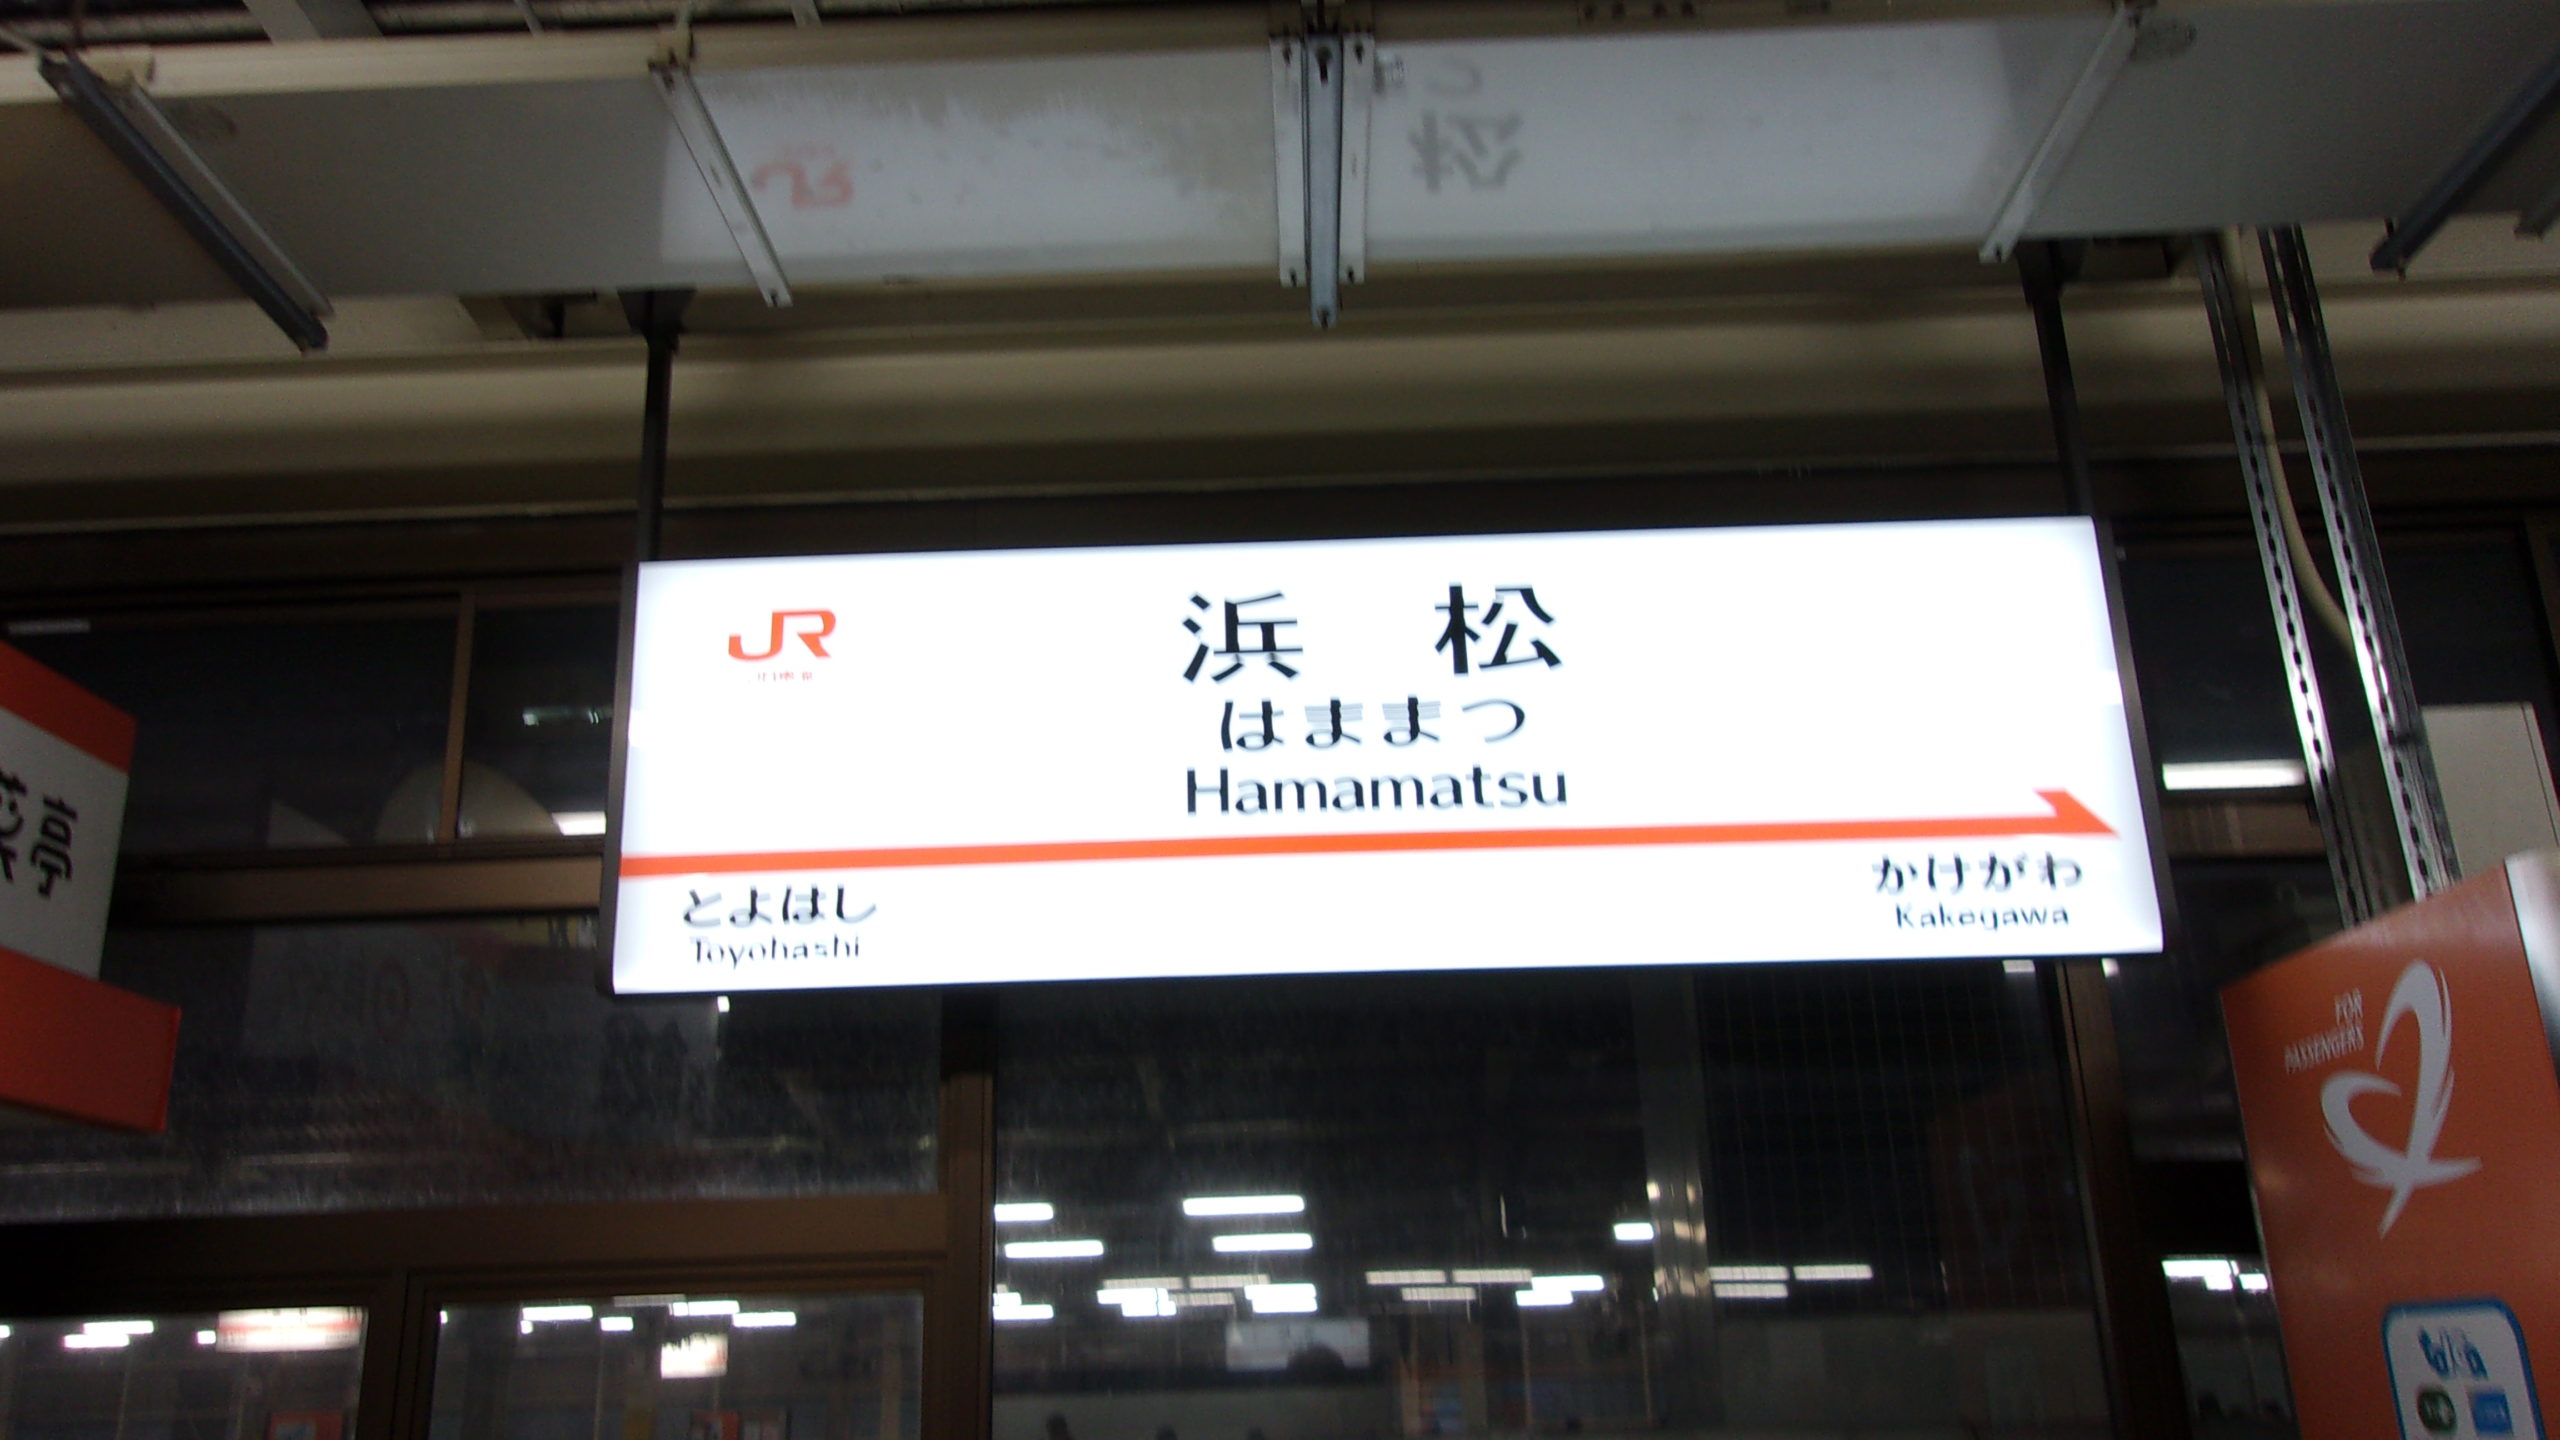 JR
浜松
はままつ
Hamamatsu
とよはし
Toyohashi
かけがわ
Kakegawa
亭
FOR
PASSENGERS